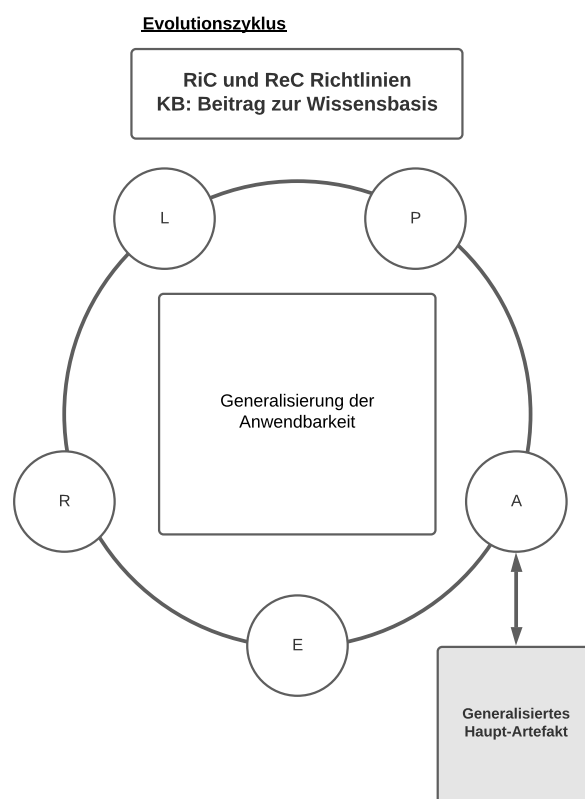 Evolutionszyklus
RiC und ReC Richtlinien
KB: Beitrag zur Wissensbasis
L
P
Generalisierung der
Anwendbarkeit
R
A
E
Generalisiertes
Haupt-Artefakt